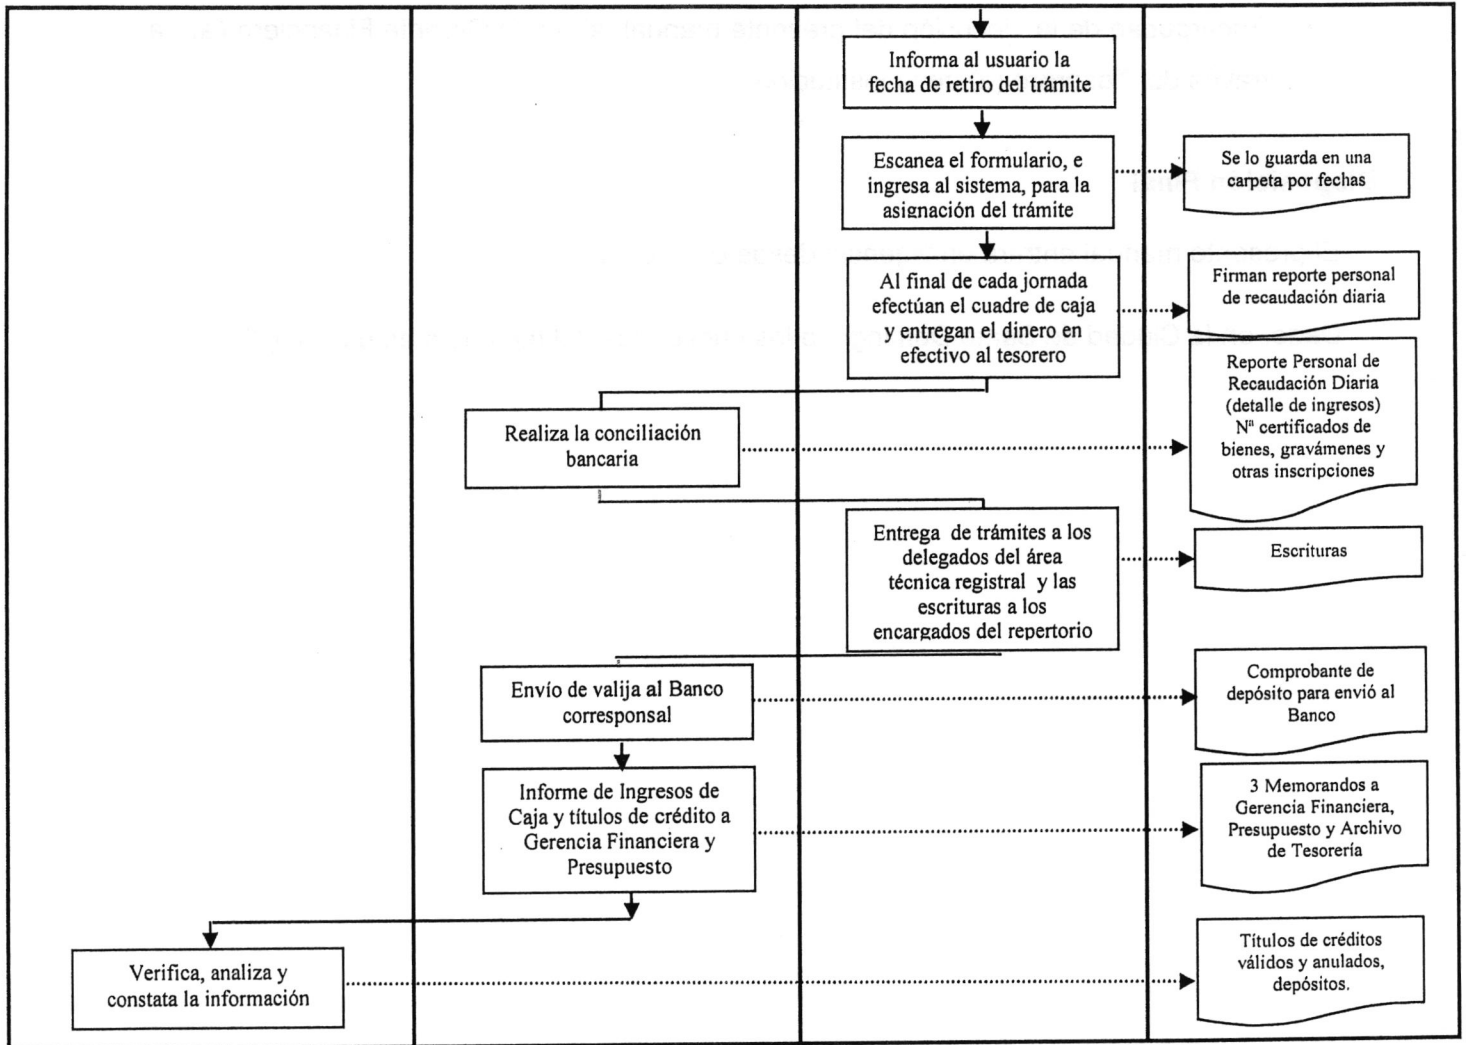 Informa al usuario la
fecha de retiro del trámite
Escanea el formulario, e
ingresa al sistema, para la
asignación del trámite
Se lo guarda en una
carpeta por fechas
Al final de cada jornada
efectúan el cuadre de caja
y entregan el dinero en
efectivo al tesorero
Firman reporte personal
de recaudación diaria
Realiza la conciliación
bancaria
Reporte Personal de
Recaudación Diaria
(detalle de ingresos)
Nª certificados de
bienes, gravámenes y
otras inscripciones
Entrega de trámites a los
delegados del área
técnica registral y las
escrituras a los
encargados del repertorio
Escrituras
Envío de valija al Banco
corresponsal
Comprobante de
depósito para envió al
Banco
Informe de Ingresos de
Caja y títulos de crédito a
Gerencia Financiera y
Presupuesto
3 Memorandos a
Gerencia Financiera,
Presupuesto y Archivo
de Tesorería
Verifica, analiza y
constata la información
Títulos de créditos
válidos y anulados,
depósitos.